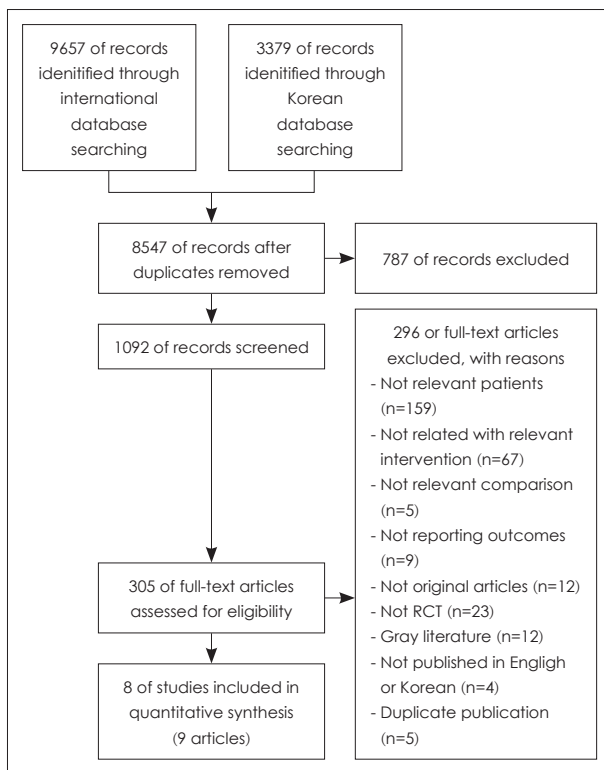 9657 of records
idenitified through
international
database
searching
3379 of records
idenitified through
Korean
database
searching
8547 of records after
duplicates removed
787 of records excluded
1092 of records screened
296 or full-text articles
excluded, with reasons
- Not relevant patients
(n=159)
- Not related with relevant
intervention (n=67)
- Not relevant comparison
(n=5)
- Not reporting outcomes
(n=9)
- Not original articles (n=12)
- Not RCT (n=23)
- Gray literature (n=12)
- Not published in Engligh
or Korean (n=4)
- Duplicate publication
(n=5)
305 of full-text articles
assessed for eligibility
8 of studies included in
quantitative synthesis
(9 articles)